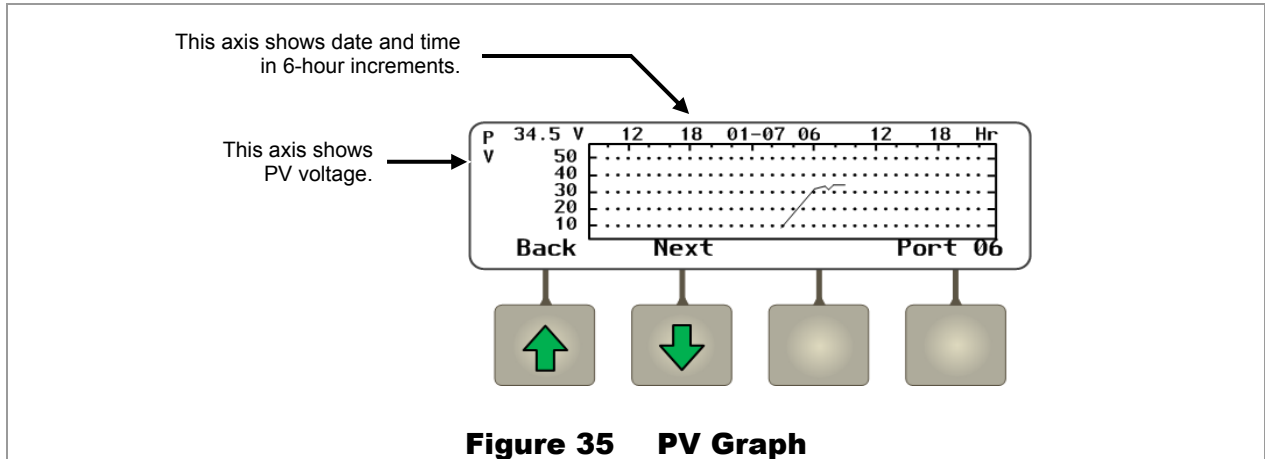 This axis shows date and time
in 6-hour increments.
This axis shows
PV voltage.
P 34.5 V 12 18 01-07 06 12 18 Hr
V
50
40
30
20
10
Back Next Port 06
Figure 35 PV Graph